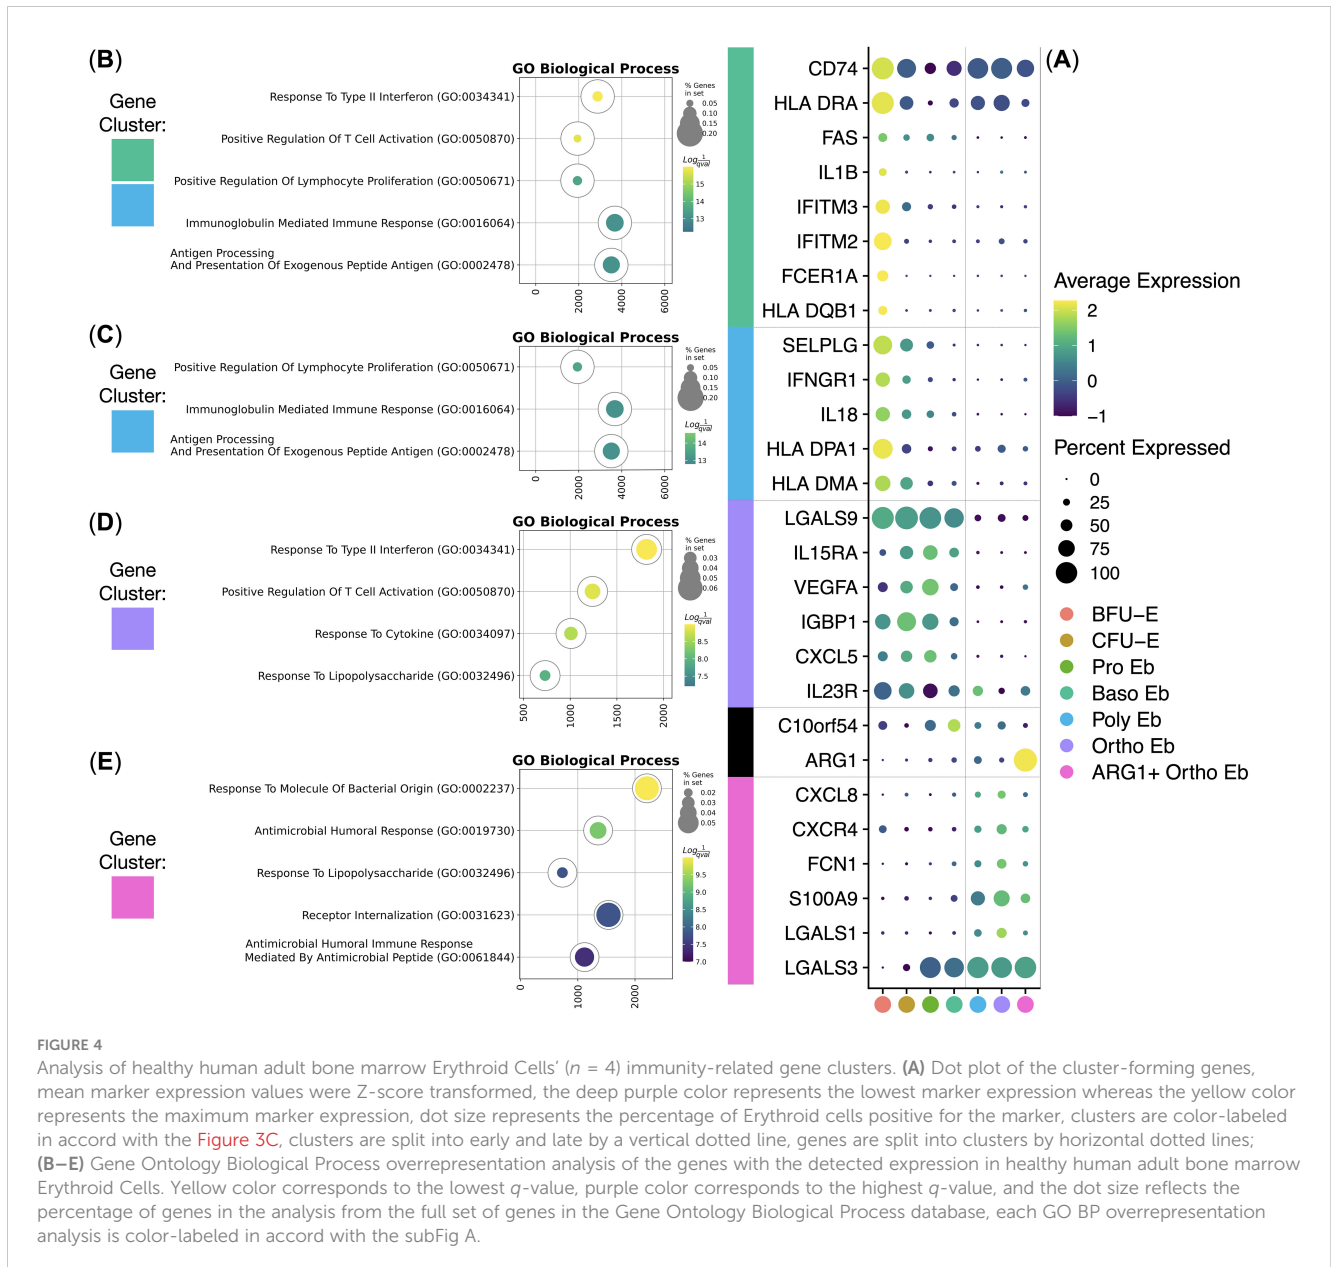 (B)
Gene
Cluster:
GO Biological Process
Response To Type II Interferon (GO:0034341)
Positive Regulation Of T Cell Activation (GO:0050870)
Positive Regulation Of Lymphocyte Proliferation (GO:0050671)
Immunoglobulin Mediated Immune Response (GO:0016064)
Antigen Processing
And Presentation Of Exogenous Peptide Antigen (GO:0002478)
0
2000
4000
6000
% Genes
in set
0.05
0.10
0.15
0.20
Log 1/qval
15
14
13
(C)
Gene
Cluster:
GO Biological Process
Positive Regulation Of Lymphocyte Proliferation (GO:0050671)
Immunoglobulin Mediated Immune Response (GO:0016064)
Antigen Processing
And Presentation Of Exogenous Peptide Antigen (GO:0002478)
0
2000
4000
6000
% Genes
in set
0.05
0.10
0.15
0.20
Log 1/qval
14
13
(D)
Gene
Cluster:
GO Biological Process
Response To Type II Interferon (GO:0034341)
Positive Regulation Of T Cell Activation (GO:0050870)
Response To Cytokine (GO:0034097)
Response To Lipopolysaccharide (GO:0032496)
500
1000
1500
2000
% Genes
in set
0.03
0.04
0.05
0.06
Log 1/qval
8.5
8.0
7.5
(E)
Gene
Cluster:
GO Biological Process
Response To Molecule Of Bacterial Origin (GO:0002237)
Antimicrobial Humoral Response (GO:0019730)
Response To Lipopolysaccharide (GO:0032496)
Receptor Internalization (GO:0031623)
Antimicrobial Humoral Immune Response
Mediated By Antimicrobial Peptide (GO:0061844)
1000
2000
% Genes
in set
0.02
0.03
0.04
0.05
Log 1/qval
9.5
9.0
8.5
8.0
7.5
7.0
(A)
CD74
HLA DRA
FAS
IL1B
IFITM3
IFITM2
FCER1A
HLA DQB1
SELPLG
IFNGR1
IL18
HLA DPA1
HLA DMA
LGALS9
IL15RA
VEGFA
IGBP1
CXCL5
IL23R
C10orf54
ARG1
CXCL8
CXCR4
FCN1
S100A9
LGALS1
LGALS3
Average Expression
2
1
0
−1
Percent Expressed
0
25
50
75
100
BFU−E
CFU−E
Pro Eb
Baso Eb
Poly Eb
Ortho Eb
ARG1+ Ortho Eb
FIGURE 4
Analysis of healthy human adult bone marrow Erythroid Cells’ (n = 4) immunity-related gene clusters. (A) Dot plot of the cluster-forming genes,
mean marker expression values were Z-score transformed, the deep purple color represents the lowest marker expression whereas the yellow color
represents the maximum marker expression, dot size represents the percentage of Erythroid cells positive for the marker, clusters are color-labeled
in accord with the Figure 3C, clusters are split into early and late by a vertical dotted line, genes are split into clusters by horizontal dotted lines;
(B–E) Gene Ontology Biological Process overrepresentation analysis of the genes with the detected expression in healthy human adult bone marrow
Erythroid Cells. Yellow color corresponds to the lowest q-value, purple color corresponds to the highest q-value, and the dot size reflects the
percentage of genes in the analysis from the full set of genes in the Gene Ontology Biological Process database, each GO BP overrepresentation
analysis is color-labeled in accord with the subFig A.